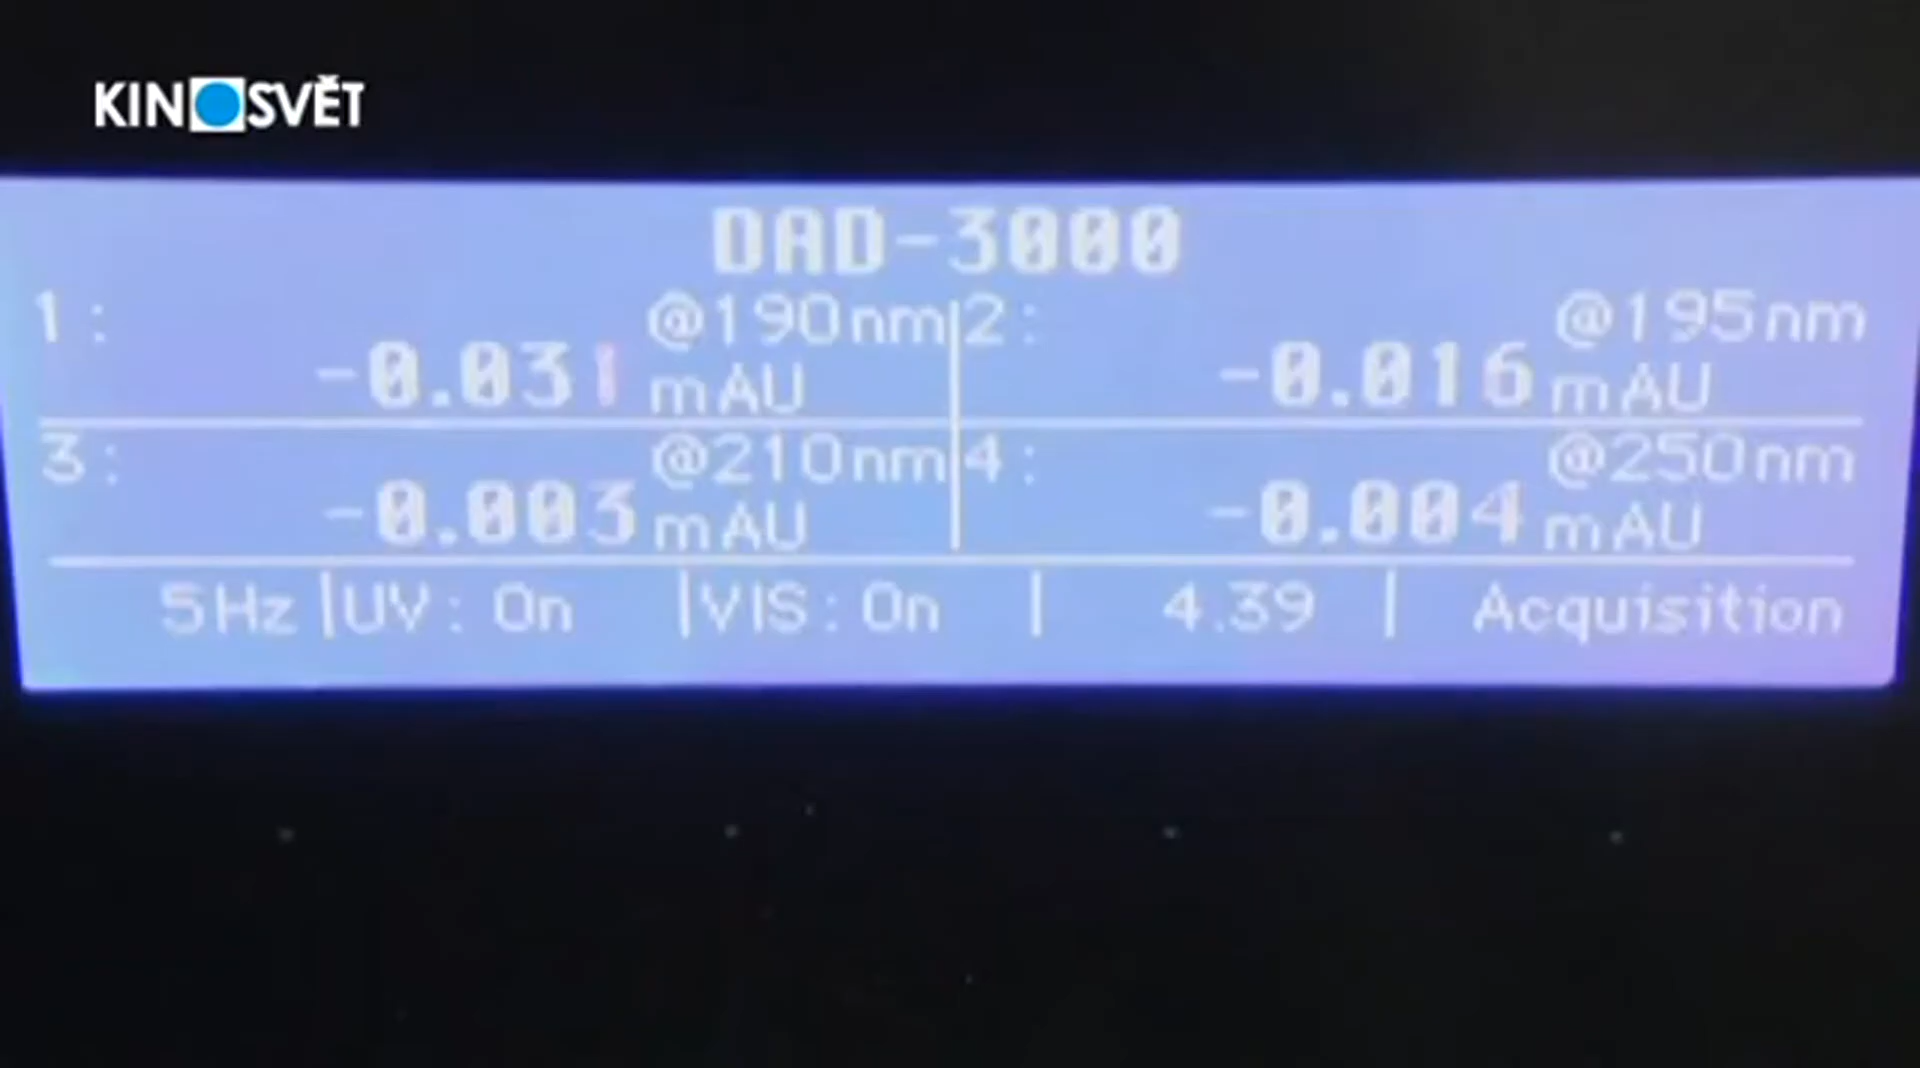 KINOSVĚT
DAD-3000
1: @190nm 2: @195nm
-0.031 mAU -0.016 mAU
3: @210nm 4: @250nm
-0.003 mAU -0.004 mAU
5Hz |UV: On |VIS: On | 4.39 | Acquisition